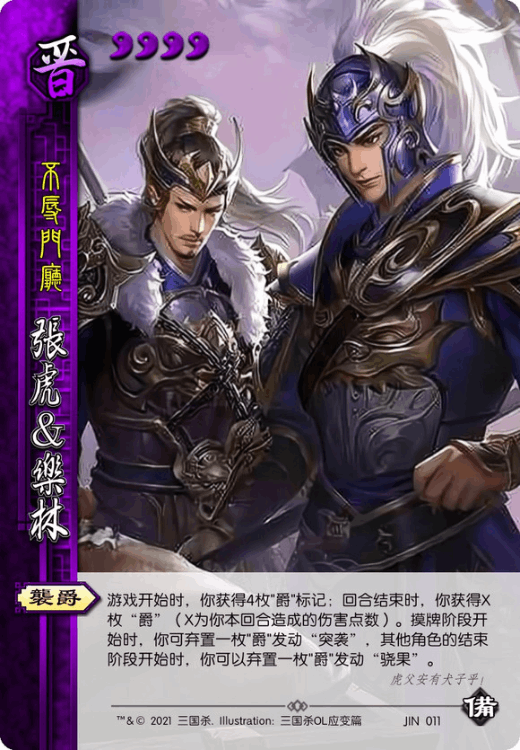 晋
不辱門廳
張虎&樂林
襲爵
游戏开始时，你获得4枚"爵"标记；回合结束时，你获得X
枚“爵”（X为你本回合造成的伤害点数）。摸牌阶段开
始时，你可弃置一枚"爵"发动“突袭”，其他角色的结束
阶段开始时，你可以弃置一枚"爵"发动“骁果”。
虎父安有犬子乎！
備
™&© 2021 三国杀. Illustration: 三国杀OL应变篇 JIN 011